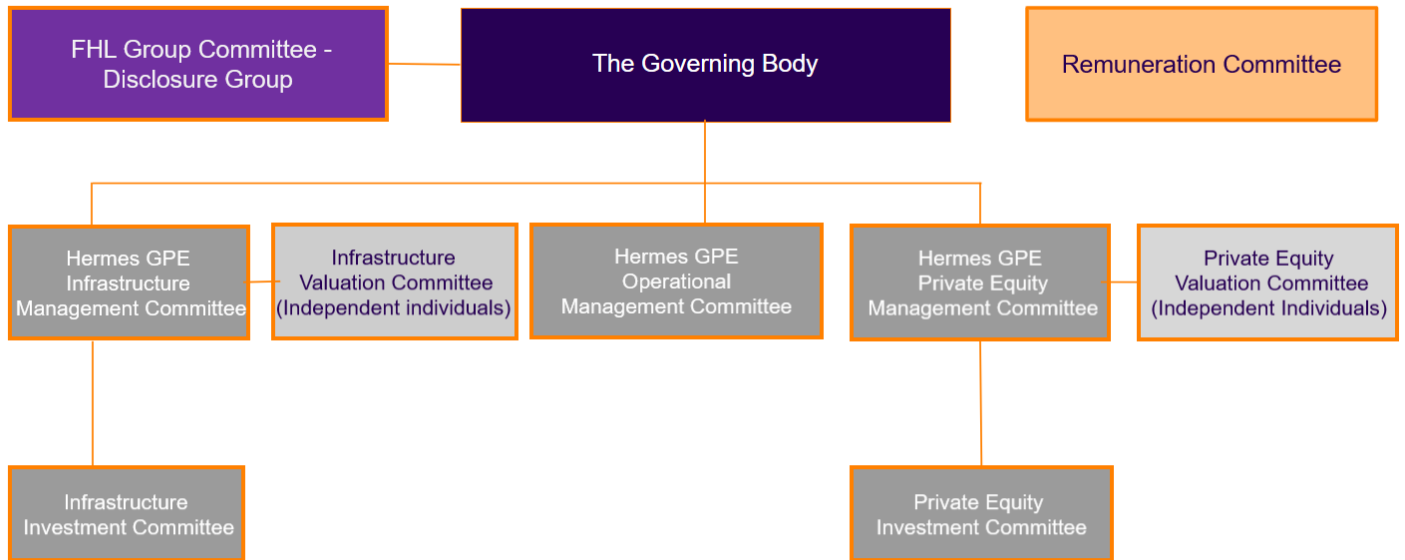 FHL Group Committee -
Disclosure Group
The Governing Body
Remuneration Committee
Hermes GPE
Infrastructure
Management Committee
Infrastructure
Valuation Committee
(Independent individuals)
Hermes GPE
Operational
Management Committee
Hermes GPE
Private Equity
Management Committee
Private Equity
Valuation Committee
(Independent Individuals)
Infrastructure
Investment Committee
Private Equity
Investment Committee